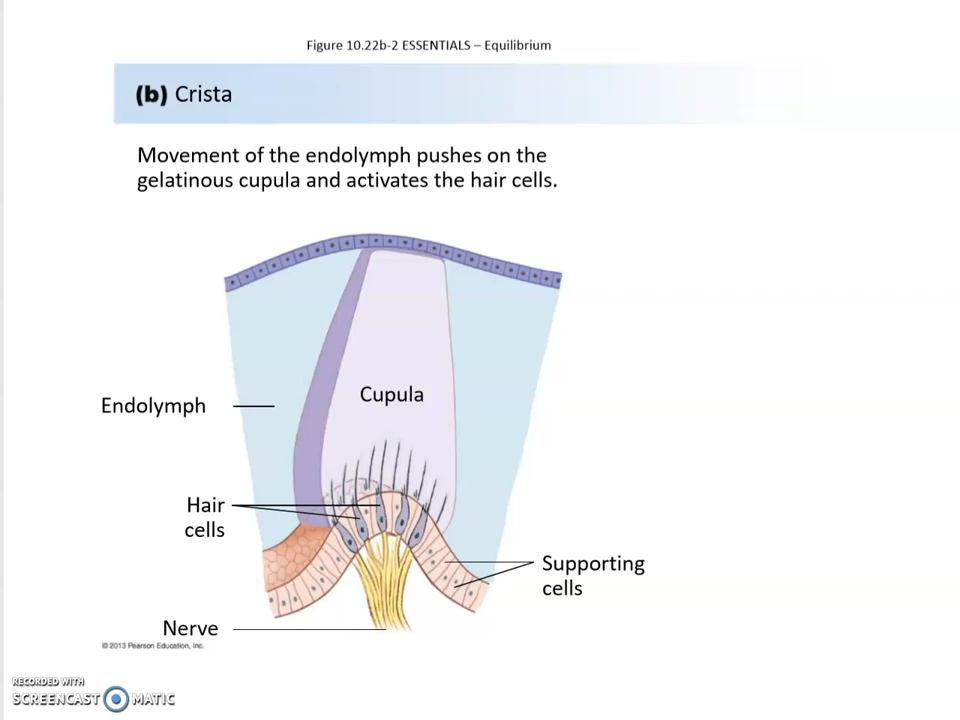 Figure 10.22b-2 ESSENTIALS – Equilibrium
(b) Crista
Movement of the endolymph pushes on the
gelatinous cupula and activates the hair cells.
Cupula
Endolymph
Hair
cells
Supporting
cells
Nerve
© 2013 Pearson Education, Inc.
RECORDED WITH
SCREENCAST MATIC